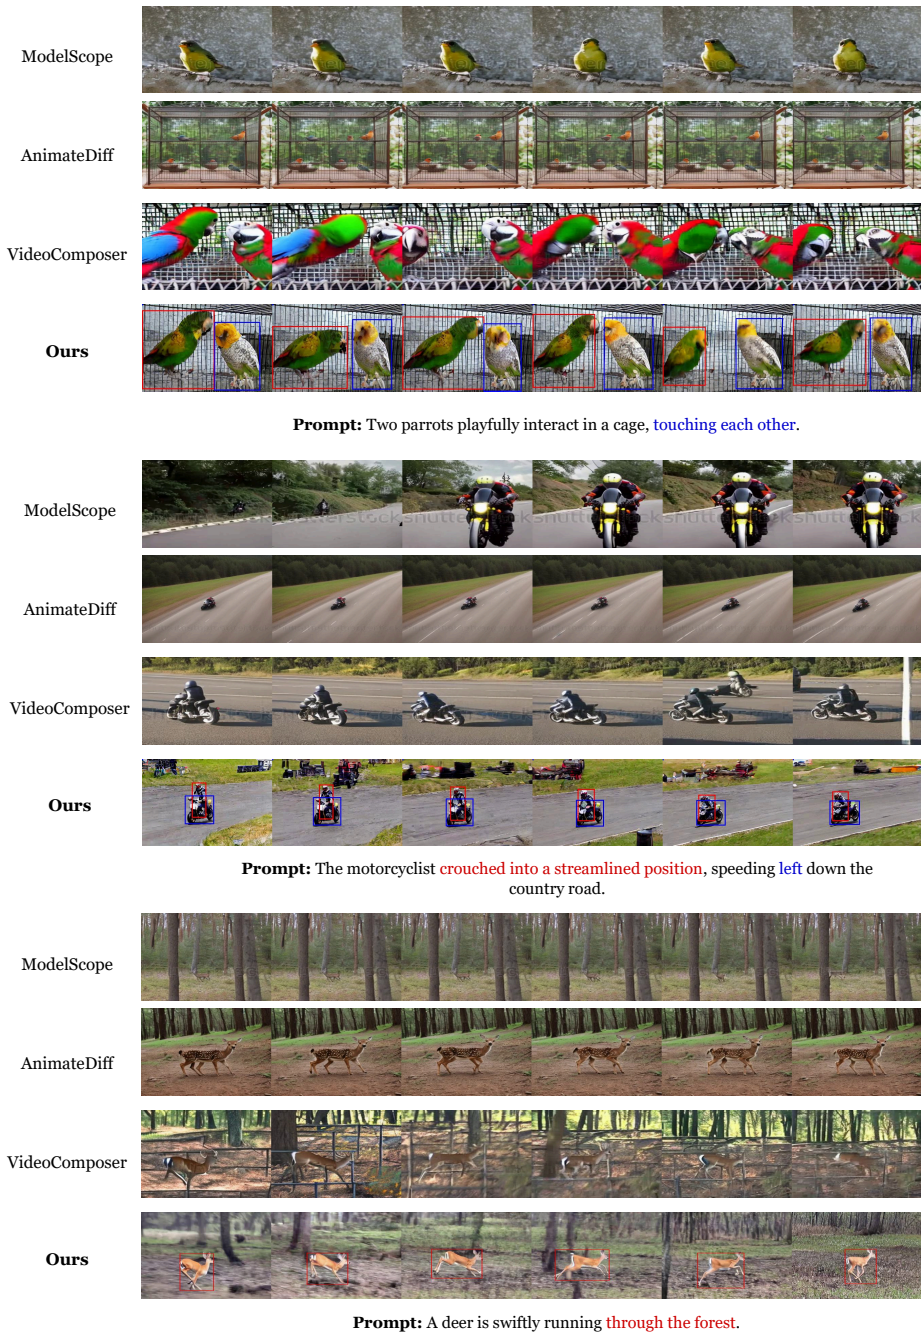 ModelScope
AnimateDiff
VideoComposer
Ours
Prompt: Two parrots playfully interact in a cage, touching each other.
ModelScope
shutterstock
AnimateDiff
VideoComposer
Ours
Prompt: The motorcyclist crouched into a streamlined position, speeding left down the
country road.
ModelScope
AnimateDiff
VideoComposer
Ours
Prompt: A deer is swiftly running through the forest.